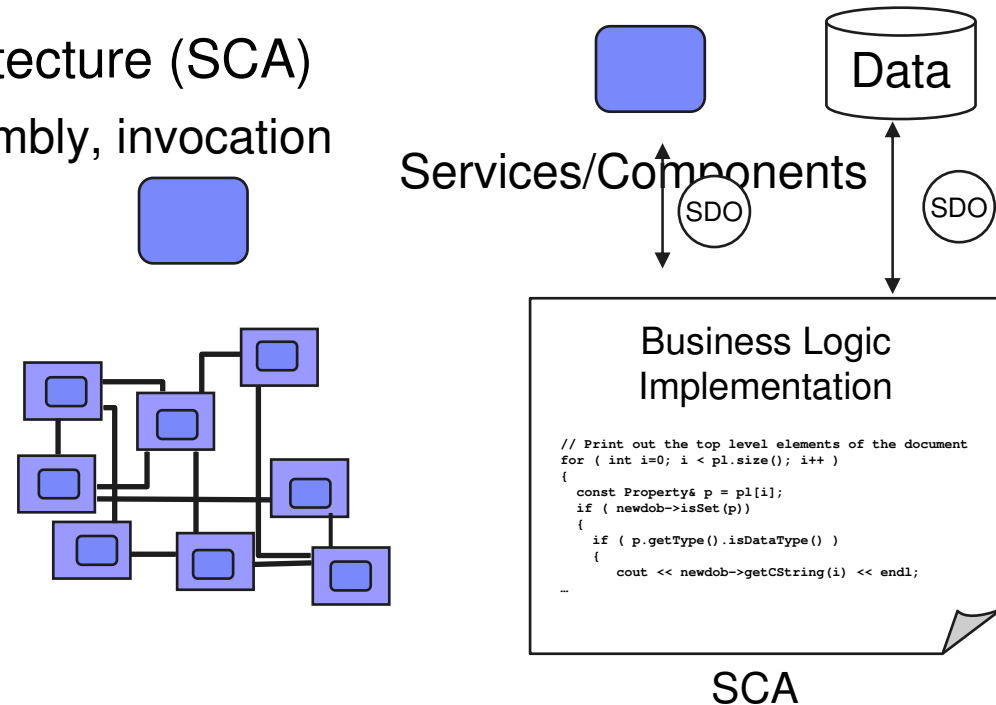 tecture (SCA)
mbly, invocation
Data
Services/Components
SDO
SDO
Business Logic
Implementation
// Print out the top level elements of the document
for ( int i=0; i < pl.size(); i++ )
{
const Property& p = pl[i];
if ( newdob->isSet(p))
{
if ( p.getType().isDataType() )
{
cout << newdob->getCString(i) << endl;
…
SCA